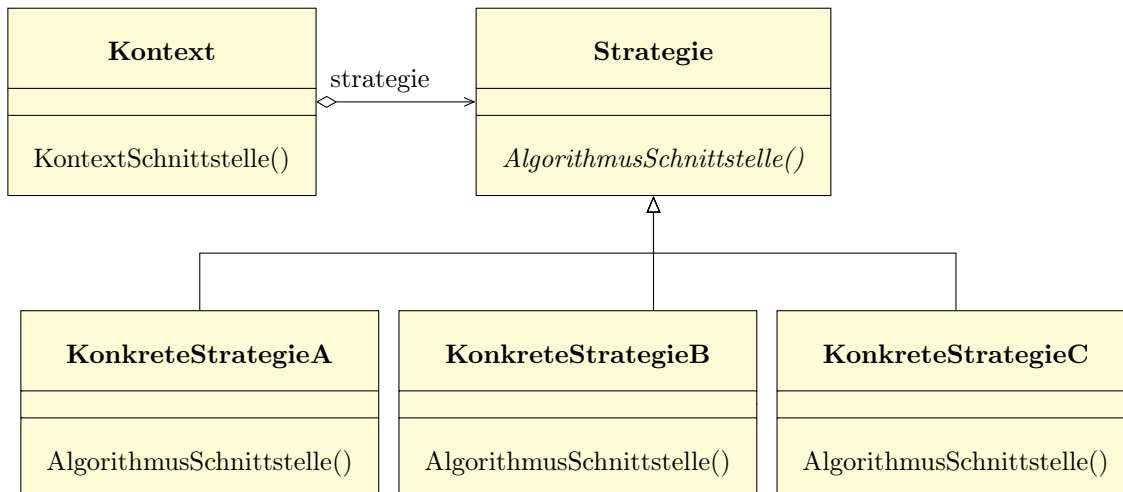 Kontext
KontextSchnittstelle()
strategie
Strategie
AlgorithmusSchnittstelle()
KonkreteStrategieA
AlgorithmusSchnittstelle()
KonkreteStrategieB
AlgorithmusSchnittstelle()
KonkreteStrategieC
AlgorithmusSchnittstelle()